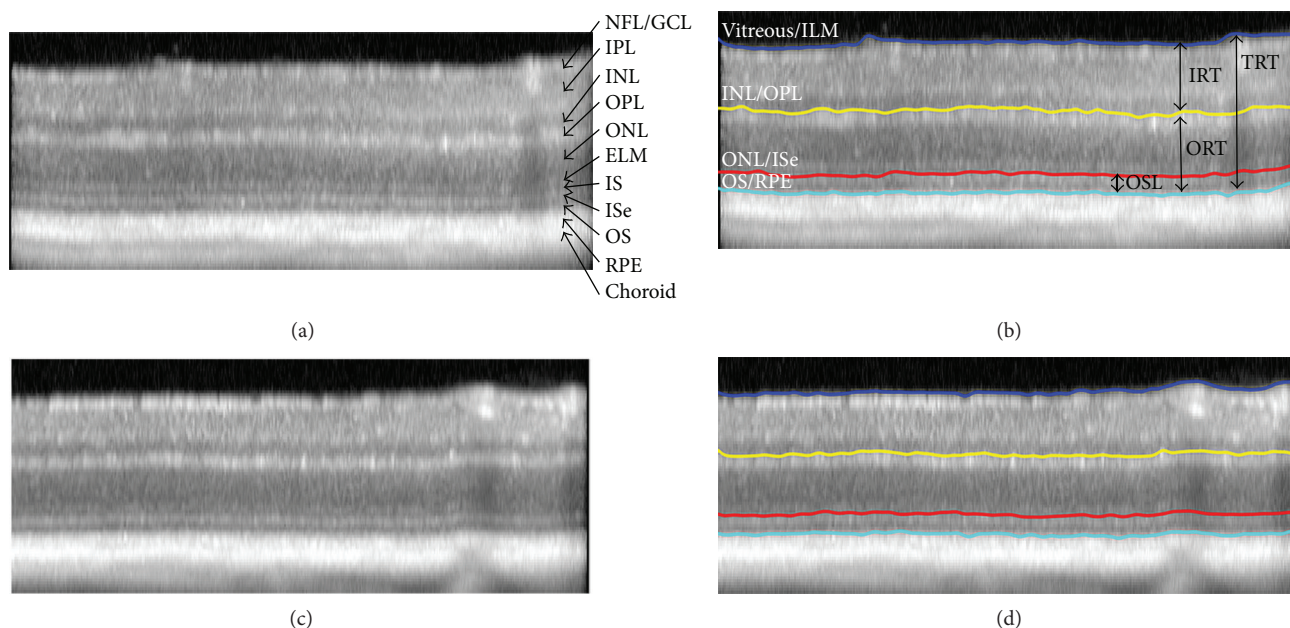 NFL/GCL
IPL
INL
OPL
ONL
ELM
IS
ISe
OS
RPE
Choroid
(a)
Vitreous/ILM
IRT
TRT
INL/OPL
ORT
ONL/ISe
OS/RPE
OSL
(b)
(c)
(d)